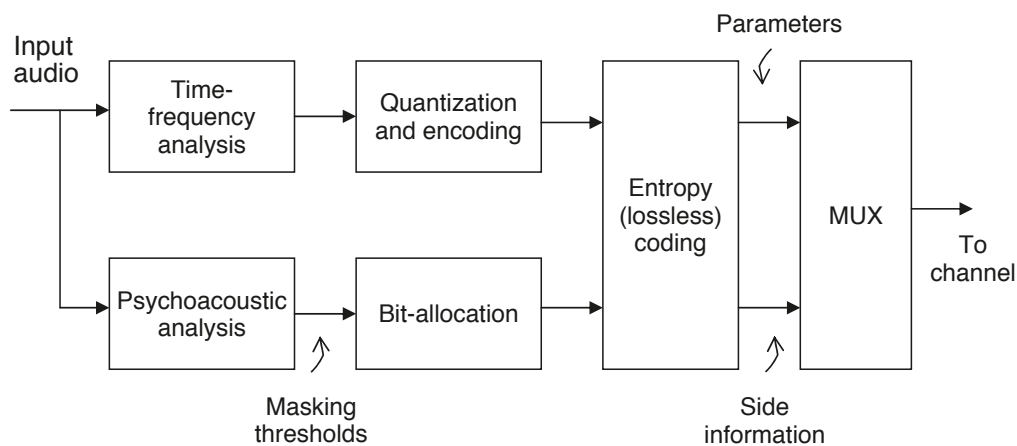 Parameters
Input
audio
Time-
frequency
analysis
Quantization
and encoding
Entropy
(lossless)
coding
MUX
To
channel
Psychoacoustic
analysis
Bit-allocation
Masking
thresholds
Side
information